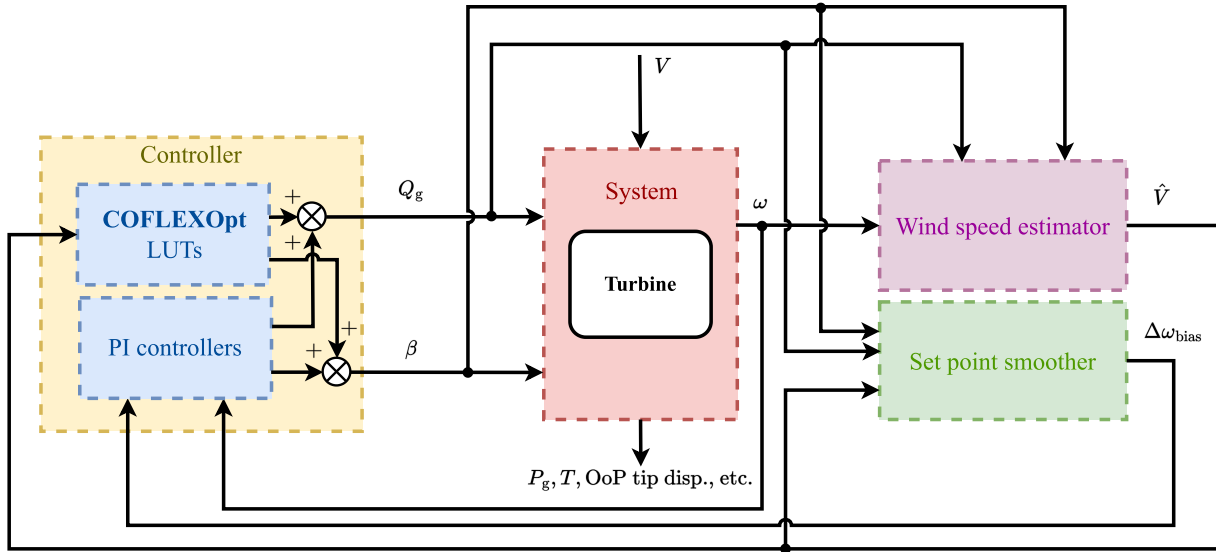 V
Controller
COFLEXOpt
LUTs
PI controllers
+
+
+
+
Q_g
β
System
Turbine
ω
P_g, T, OoP tip disp., etc.
Wind speed estimator
V̂
Set point smoother
Δω_bias